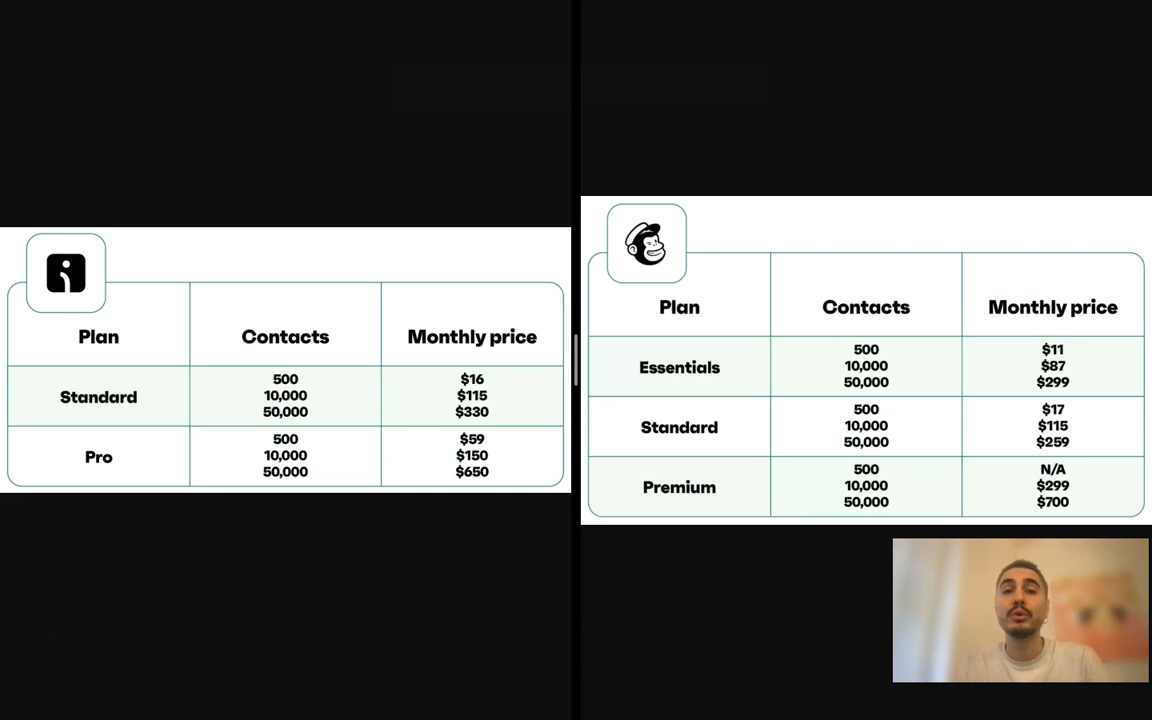 Plan Contacts Monthly price
Standard 500 $16
10,000 $115
50,000 $330
Pro 500 $59
10,000 $150
50,000 $650
Plan Contacts Monthly price
Essentials 500 $11
10,000 $87
50,000 $299
Standard 500 $17
10,000 $115
50,000 $259
Premium 500 N/A
10,000 $299
50,000 $700